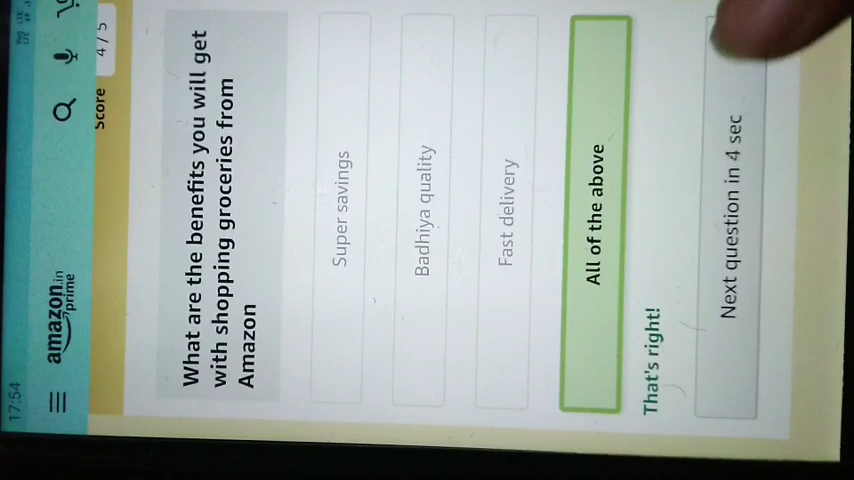 17:54
amazon.in
prime
Score
4 / 5
What are the benefits you will get
with shopping groceries from
Amazon
Super savings
Badhiya quality
Fast delivery
All of the above
That's right!
Next question in 4 sec